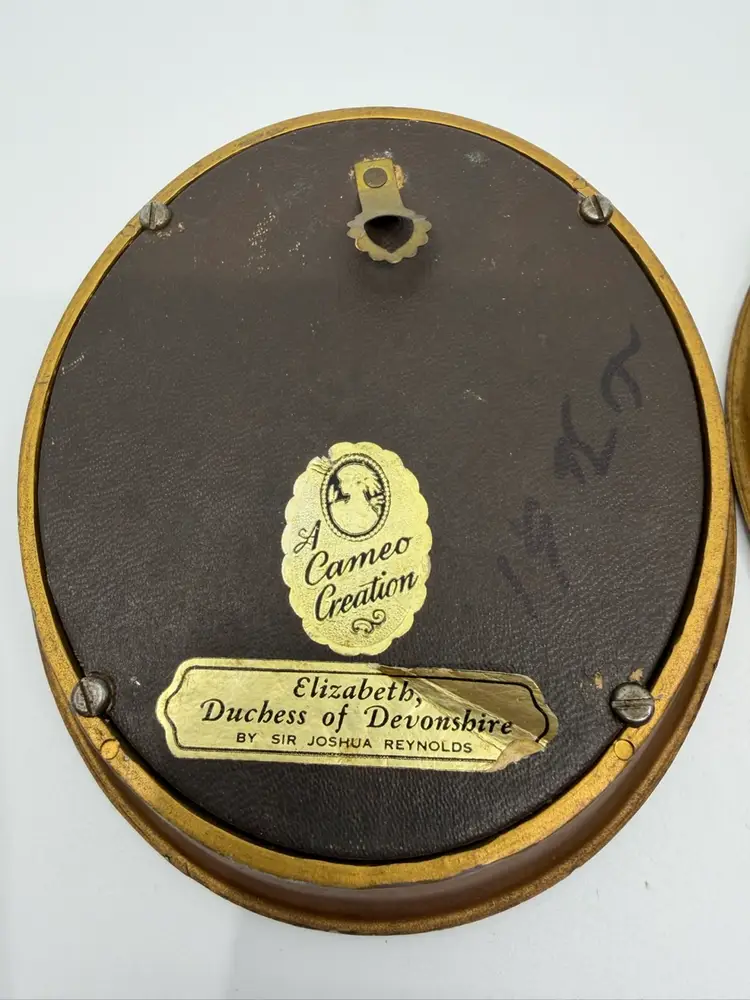 A
Cameo
Creation
Elizabeth,
Duchess of Devonshire
BY SIR JOSHUA REYNOLDS